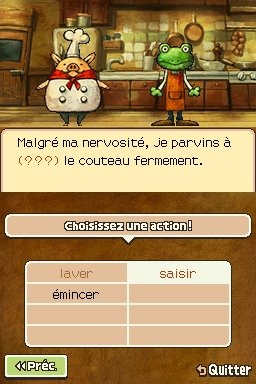 Malgré ma nervosité, je parvins à
(???) le couteau fermement.
Choisissez une action!
laver saisir
émincer
Préc. Quitter